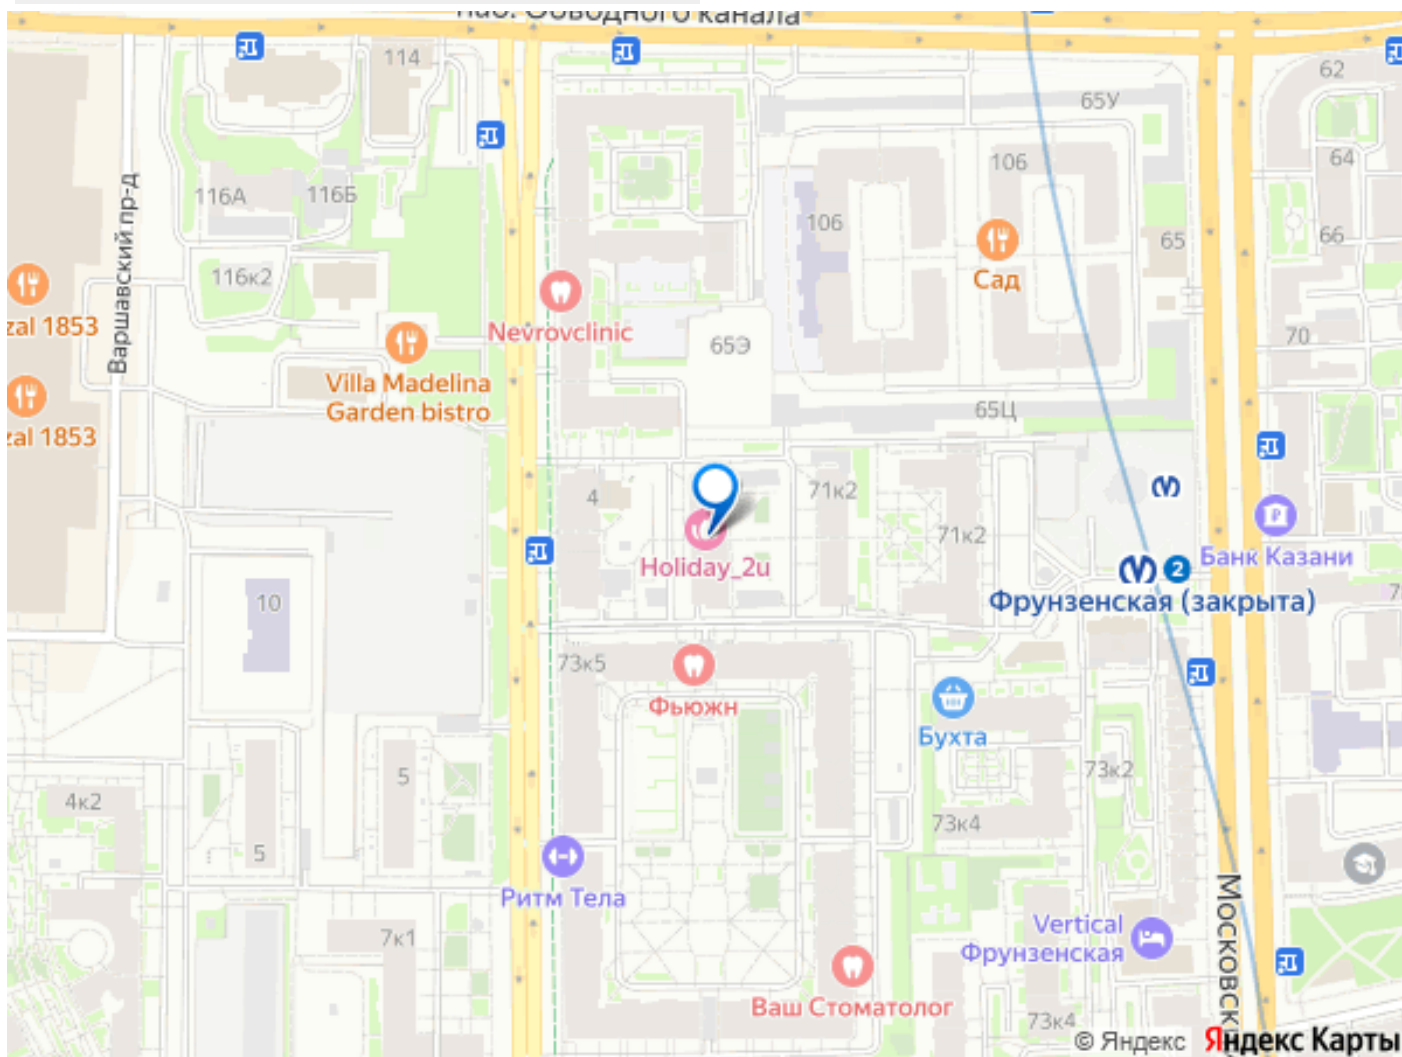 наб. Обводного канала
114
62
65У
64
106
116А
116Б
106
65
66
116к2
Сад
Варшавский пр-д
zal 1853
Nevrovclinic
65Э
70
Villa Madelina
Garden bistro
65Ц
zal 1853
4
71к2
71к2
Holiday_2u
Банк Казани
2
Фрунзенская (закрыта)
10
73к5
Фьюжн
Бухта
73к2
5
4к2
73к4
5
Ритм Тела
Московск
7к1
Vertical
Фрунзенская
Ваш Стоматолог
73к4
© Яндекс Яндекс Карты